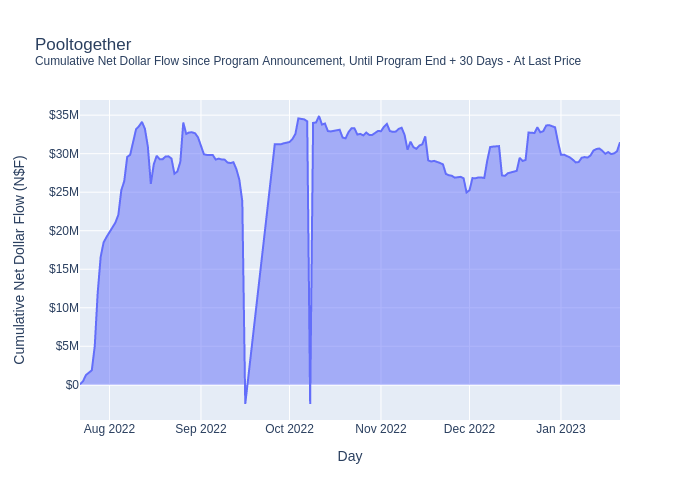 Pooltogether
Cumulative Net Dollar Flow since Program Announcement, Until Program End + 30 Days - At Last Price
Cumulative Net Dollar Flow (N$F)
$35M
$30M
$25M
$20M
$15M
$10M
$5M
$0
Aug 2022
Sep 2022
Oct 2022
Nov 2022
Dec 2022
Jan 2023
Day